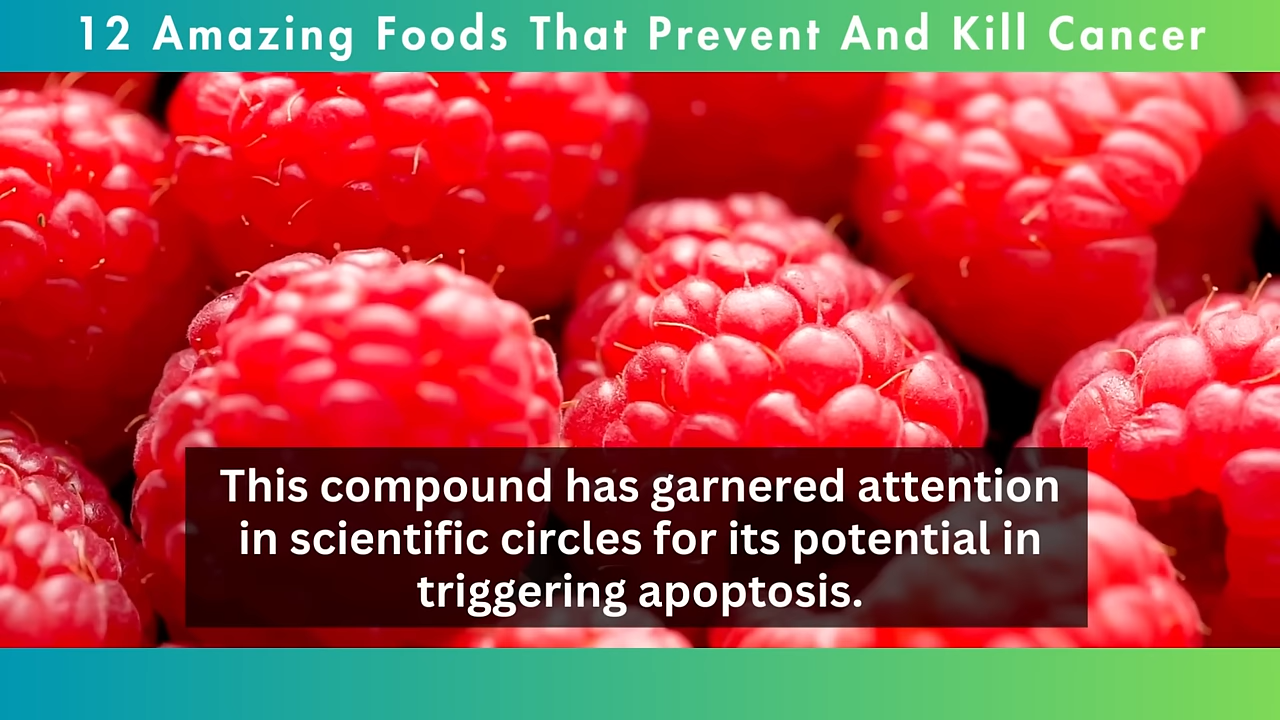 12 Amazing Foods That Prevent And Kill Cancer
This compound has garnered attention
in scientific circles for its potential in
triggering apoptosis.